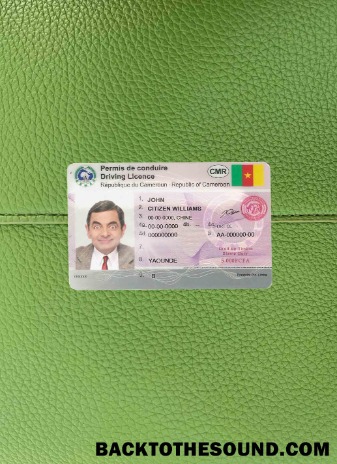 Permis de conduire
Driving Licence
République du Cameroun - Republic of Cameroon
CMR
1. JOHN
2. CITIZEN WILLIAMS
3. 00-00-0000, CHINE
4a. 00-00-0000 4b. -
4d. 000000000
5. AA-000000-00
7.
8. YAOUNDE
9. B
BACKTOTHESOUND.COM